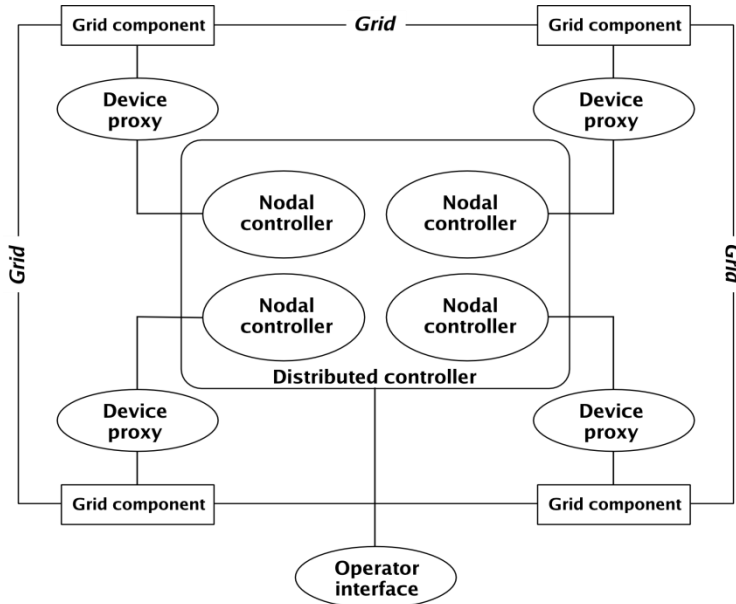 Grid component
Grid
Grid component
Device
proxy
Device
proxy
Nodal
controller
Nodal
controller
Grid
Grid
Nodal
controller
Nodal
controller
Distributed controller
Device
proxy
Device
proxy
Grid component
Grid component
Operator
interface